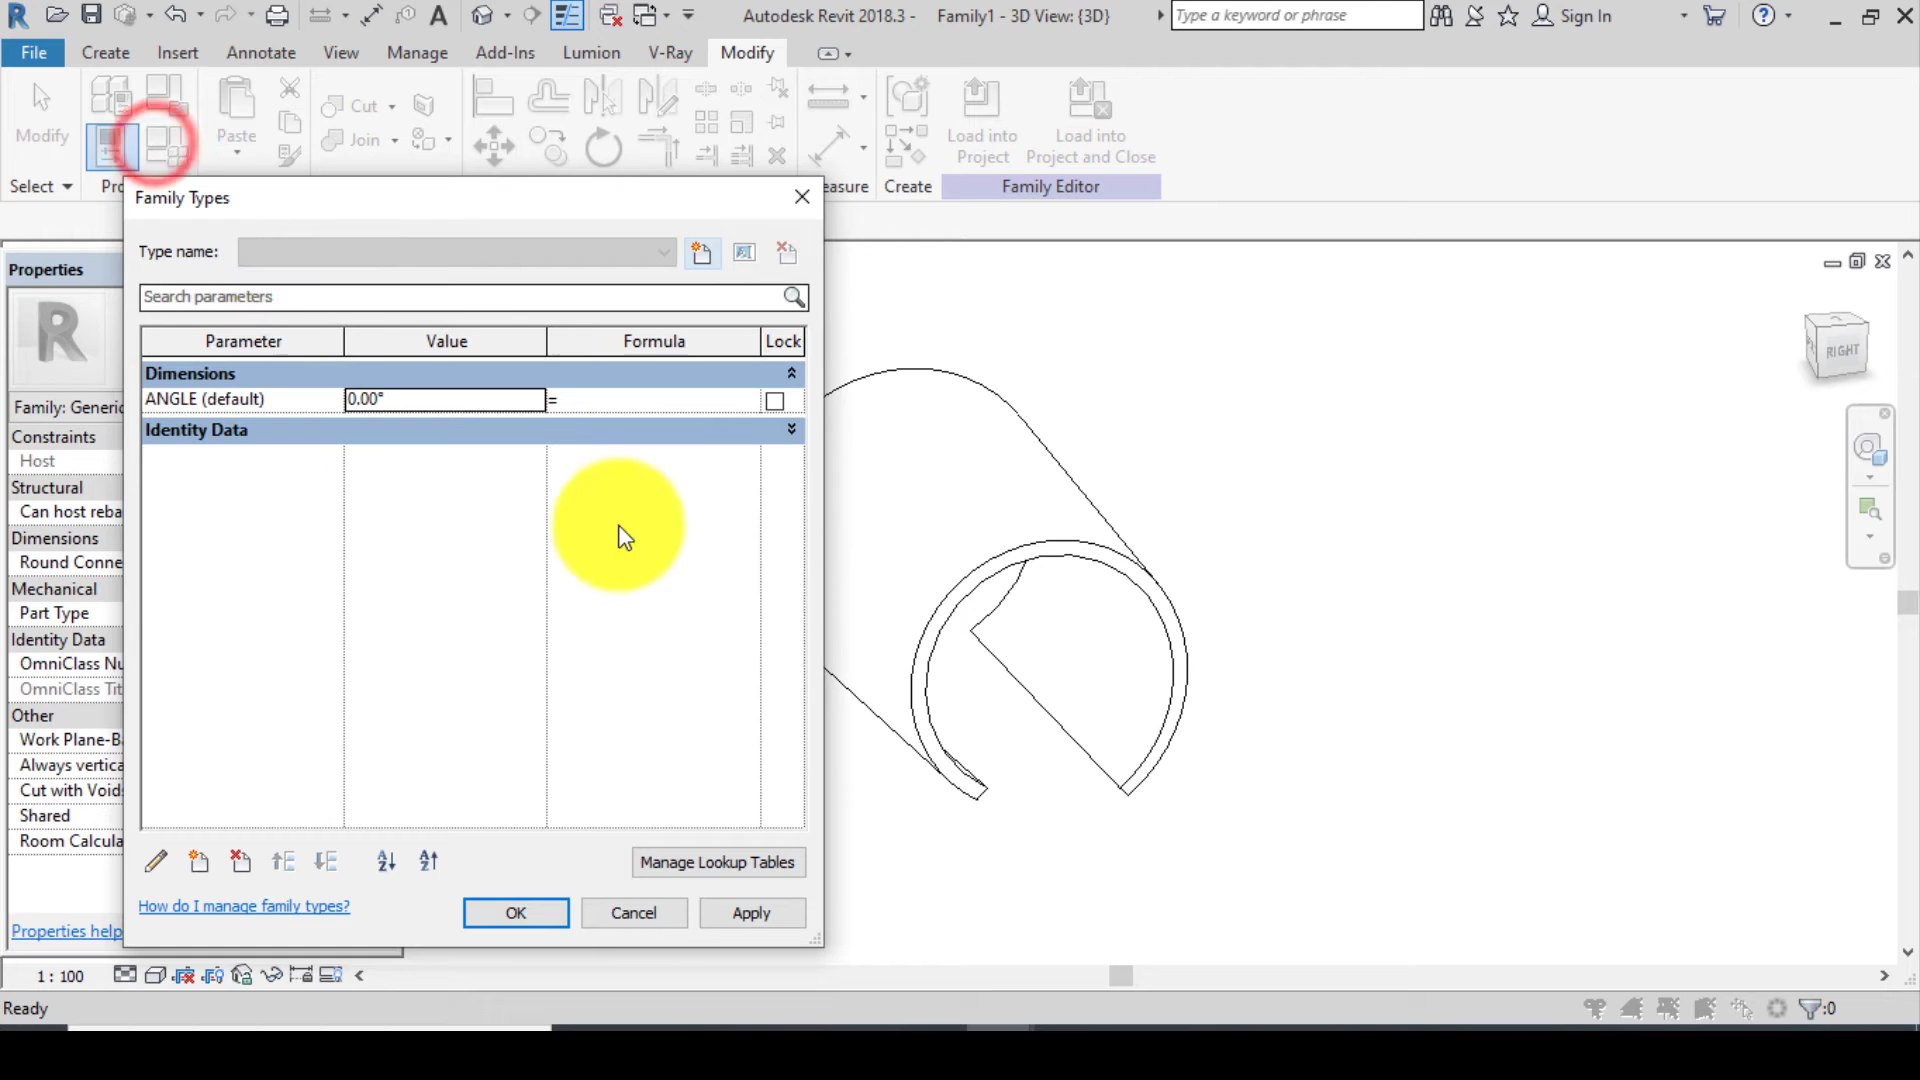 Autodesk Revit 2018.3 - Family1 - 3D View: {3D}
Type a keyword or phrase
Sign In
File Create Insert Annotate View Manage Add-Ins Lumion V-Ray Modify
Modify
Paste
Cut
Join
Load into
Project
Load into
Project and Close
Select
Create
Family Editor
Family Types
Type name:
Search parameters
Parameter Value Formula Lock
Dimensions
ANGLE (default) 0.00° =
Identity Data
Manage Lookup Tables
How do I manage family types?
OK Cancel Apply
Properties
R
Constraints
Host
Structural
Dimensions
Mechanical
Part Type
Identity Data
Other
Shared
RIGHT
1 : 100
Ready
:0